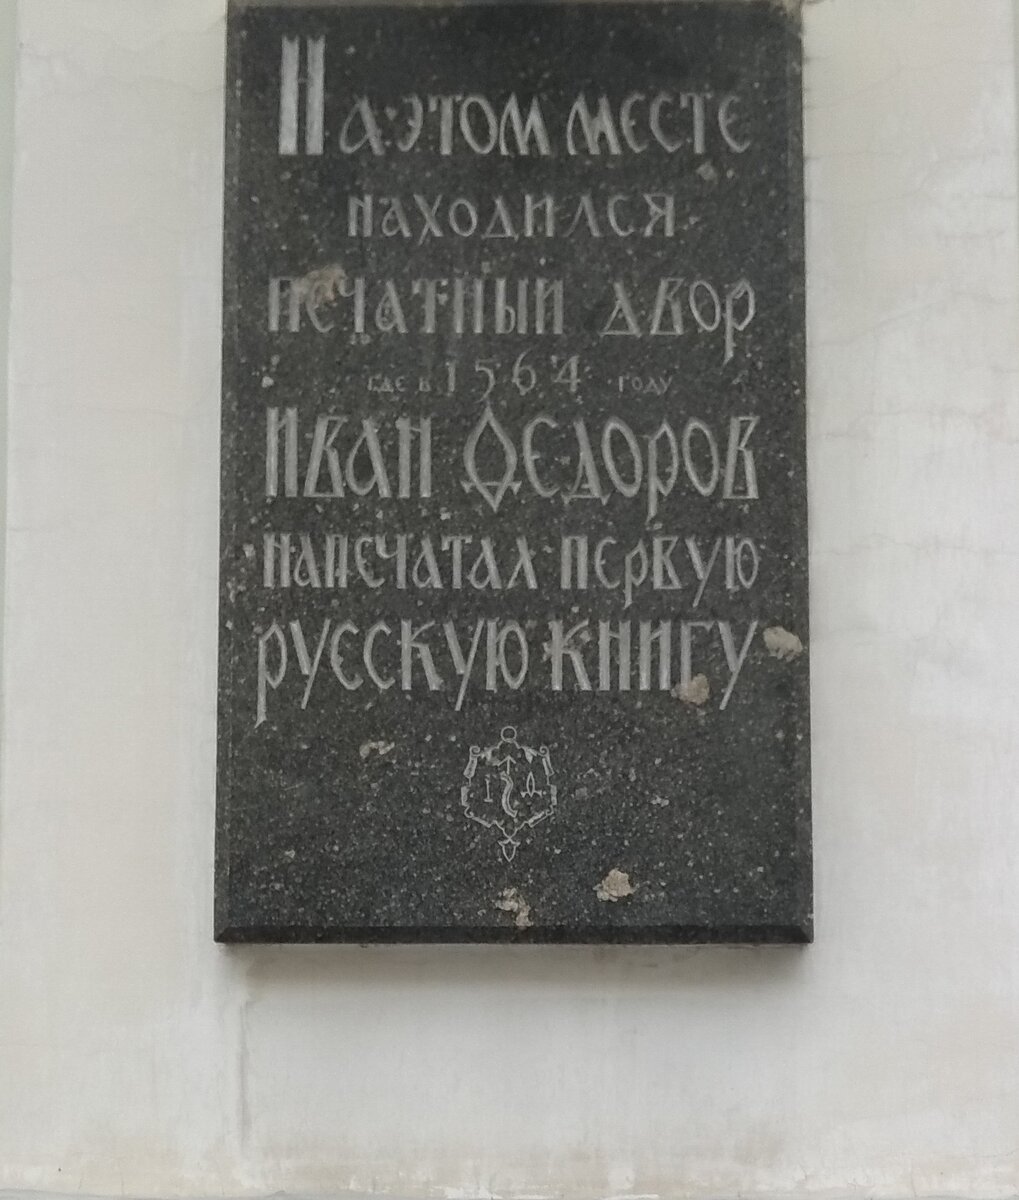 На этом месте
находился
печатный двор
где в 1564 году
Иван Федоров
напечатал первую
русскую книгу